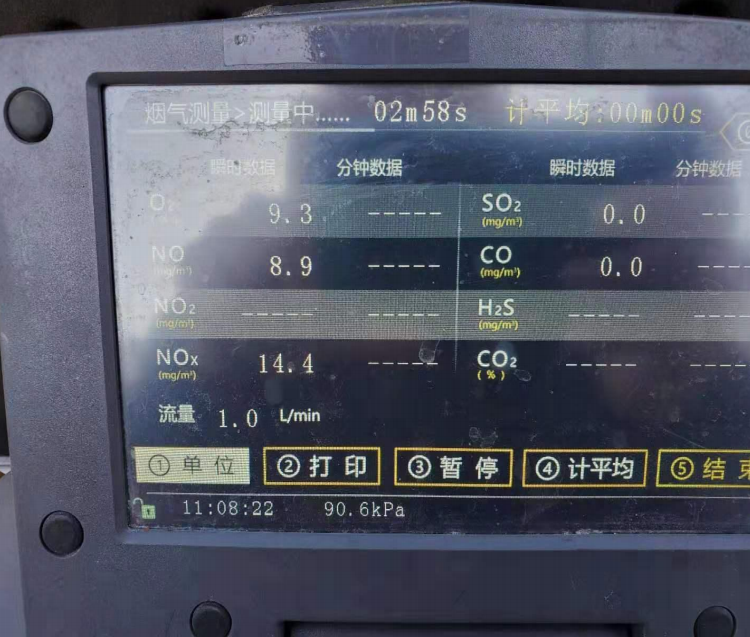 烟气测量>测量中...... 02m58s 计平均:00m00s
瞬时数据 分钟数据 瞬时数据 分钟数据
O₂ 9.3 ----- SO₂ (mg/m³) 0.0 ---
NO (mg/m³) 8.9 ----- CO (mg/m³) 0.0 ----
NO₂ (mg/m³) ----- ----- H₂S (mg/m³) ----- ----
NOx (mg/m³) 14.4 ----- CO₂ (%) ----- ----
流量 1.0 L/min
① 单位 ② 打印 ③ 暂停 ④ 计平均 ⑤ 结束
11:08:22 90.6kPa